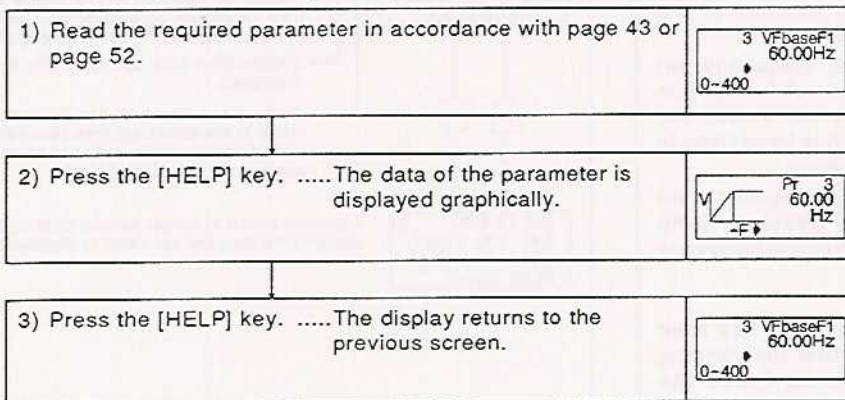 1) Read the required parameter in accordance with page 43 or
page 52.
3 VFbaseF1
60.00Hz
0~400
2) Press the [HELP] key. .....The data of the parameter is
displayed graphically.
Pr 3
60.00
Hz
V
F
3) Press the [HELP] key. .....The display returns to the
previous screen.
3 VFbaseF1
60.00Hz
0~400